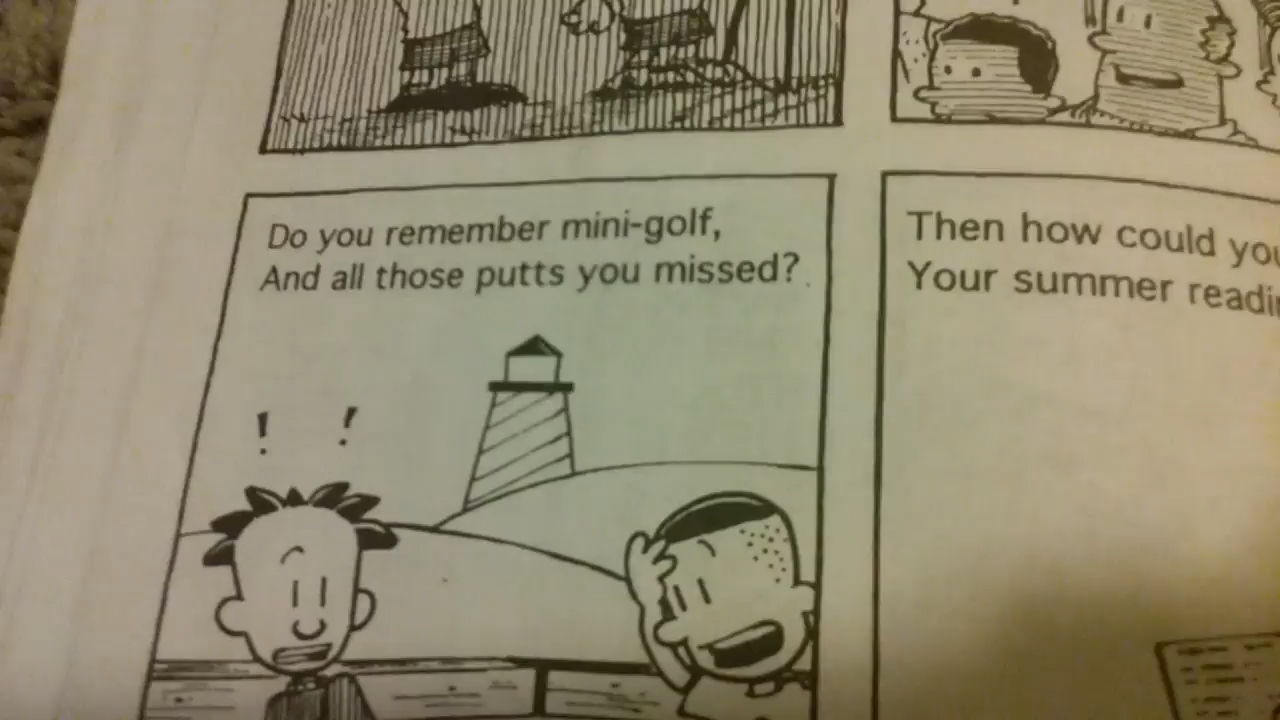 Do you remember mini-golf,
And all those putts you missed?
! !
Then how could you
Your summer